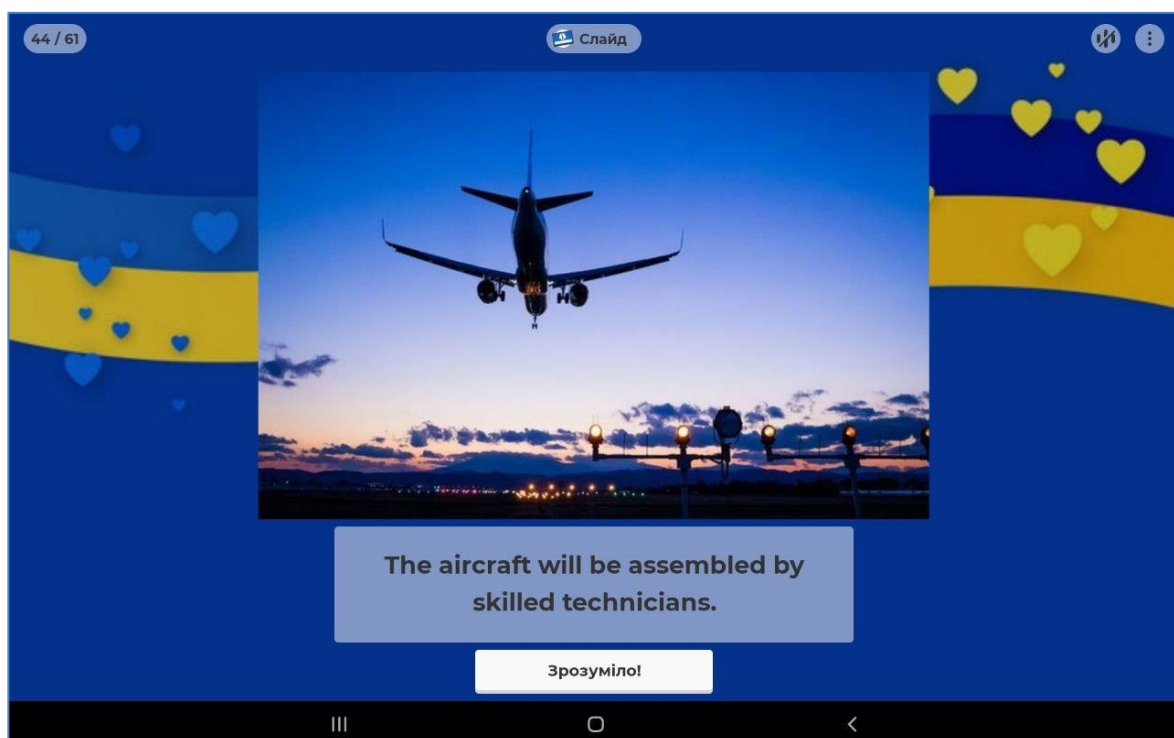 44 / 61
Слайд
The aircraft will be assembled by
skilled technicians.
Зрозуміло!